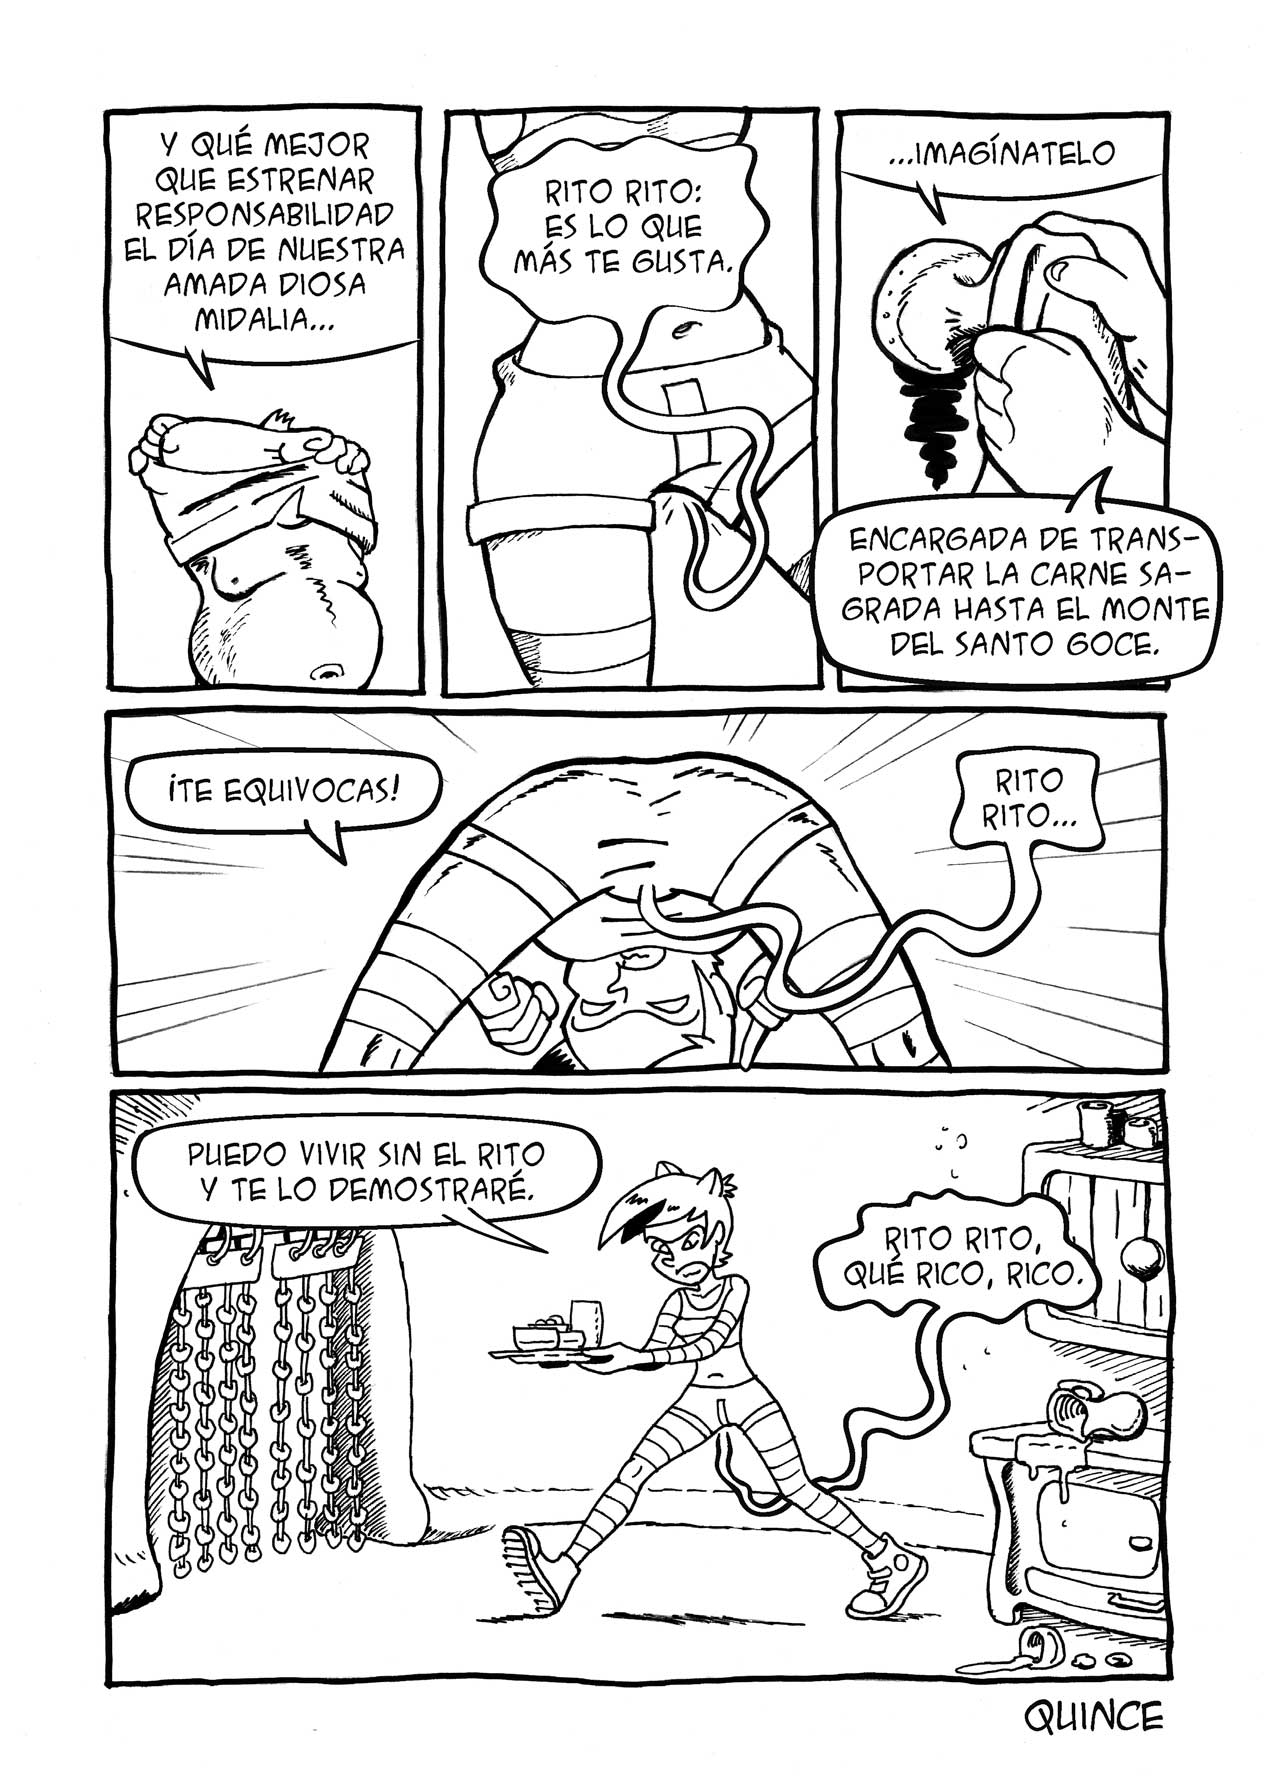 Y QUÉ MEJOR
QUE ESTRENAR
RESPONSABILIDAD
EL DÍA DE NUESTRA
AMADA DIOSA
MIDALIA...
RITO RITO:
ES LO QUE
MÁS TE GUSTA.
...IMAGÍNATELO
ENCARGADA DE TRANS-
PORTAR LA CARNE SA-
GRADA HASTA EL MONTE
DEL SANTO GOCE.
¡TE EQUIVOCAS!
RITO
RITO...
PUEDO VIVIR SIN EL RITO
Y TE LO DEMOSTRARÉ.
RITO RITO,
QUÉ RICO, RICO.
QUINCE